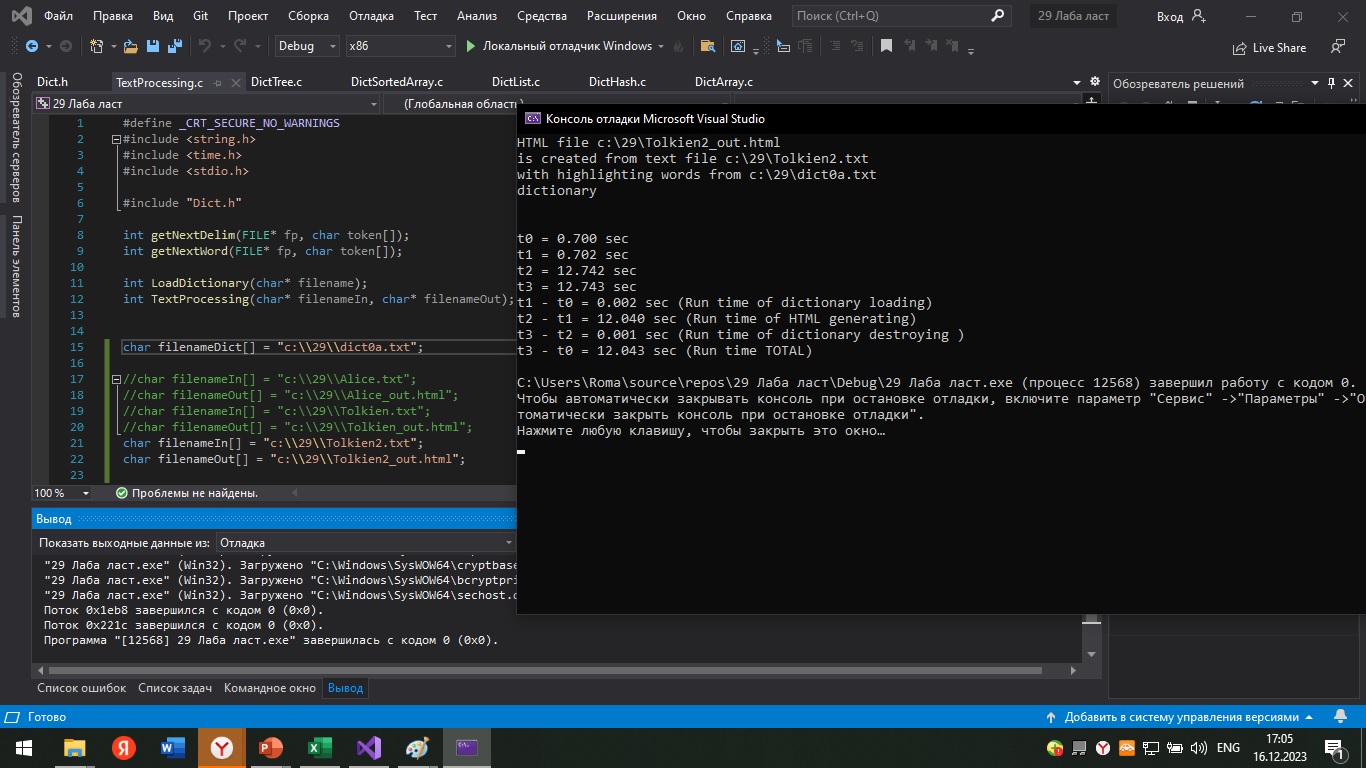 Файл Правка Вид Git Проект Сборка Отладка Тест Анализ Средства Расширения Окно Справка Поиск (Ctrl+Q) 29 Лаба ласт Вход
Debug x86 Локальный отладчик Windows Live Share
Обозреватель серверов
Панель элементов
Dict.h TextProcessing.c DictTree.c DictSortedArray.c DictList.c DictHash.c DictArray.c
Обозреватель решений
29 Лаба ласт (Глобальная область)
1 #define _CRT_SECURE_NO_WARNINGS
2 #include <string.h>
3 #include <time.h>
4 #include <stdio.h>
5
6 #include "Dict.h"
7
8 int getNextDelim(FILE* fp, char token[]);
9 int getNextWord(FILE* fp, char token[]);
10
11 int LoadDictionary(char* filename);
12 int TextProcessing(char* filenameIn, char* filenameOut);
13
14
15 char filenameDict[] = "c:\\29\\dict0a.txt";
16
17 //char filenameIn[] = "c:\\29\\Alice.txt";
18 //char filenameOut[] = "c:\\29\\Alice_out.html";
19 //char filenameIn[] = "c:\\29\\Tolkien.txt";
20 //char filenameOut[] = "c:\\29\\Tolkien_out.html";
21 char filenameIn[] = "c:\\29\\Tolkien2.txt";
22 char filenameOut[] = "c:\\29\\Tolkien2_out.html";
23
100 % Проблемы не найдены.
Консоль отладки Microsoft Visual Studio
HTML file c:\29\Tolkien2_out.html
is created from text file c:\29\Tolkien2.txt
with highlighting words from c:\29\dict0a.txt
dictionary
t0 = 0.700 sec
t1 = 0.702 sec
t2 = 12.742 sec
t3 = 12.743 sec
t1 - t0 = 0.002 sec (Run time of dictionary loading)
t2 - t1 = 12.040 sec (Run time of HTML generating)
t3 - t2 = 0.001 sec (Run time of dictionary destroying )
t3 - t0 = 12.043 sec (Run time TOTAL)
C:\Users\Roma\source\repos\29 Лаба ласт\Debug\29 Лаба ласт.exe (процесс 12568) завершил работу с кодом 0.
Чтобы автоматически закрывать консоль при остановке отладки, включите параметр "Сервис" ->"Параметры" ->"О
томатически закрыть консоль при остановке отладки".
Нажмите любую клавишу, чтобы закрыть это окно…
Вывод
Показать выходные данные из: Отладка
"29 Лаба ласт.exe" (Win32). Загружено "C:\Windows\SysWOW64\cryptbase
"29 Лаба ласт.exe" (Win32). Загружено "C:\Windows\SysWOW64\bcryptpri
"29 Лаба ласт.exe" (Win32). Загружено "C:\Windows\SysWOW64\sechost.d
Поток 0x1eb8 завершился с кодом 0 (0x0).
Поток 0x221c завершился с кодом 0 (0x0).
Программа "[12568] 29 Лаба ласт.exe" завершилась с кодом 0 (0x0).
Список ошибок Список задач Командное окно Вывод
Готово Добавить в систему управления версиями
ENG 17:05
16.12.2023
1